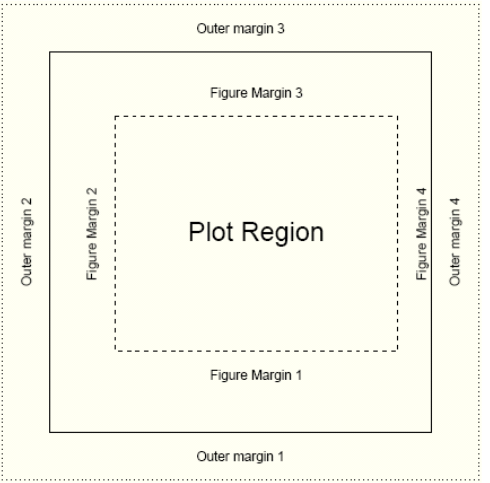 Outer margin 3
Figure Margin 3
Outer margin 2
Figure Margin 2
Plot Region
Figure Margin 4
Outer margin 4
Figure Margin 1
Outer margin 1